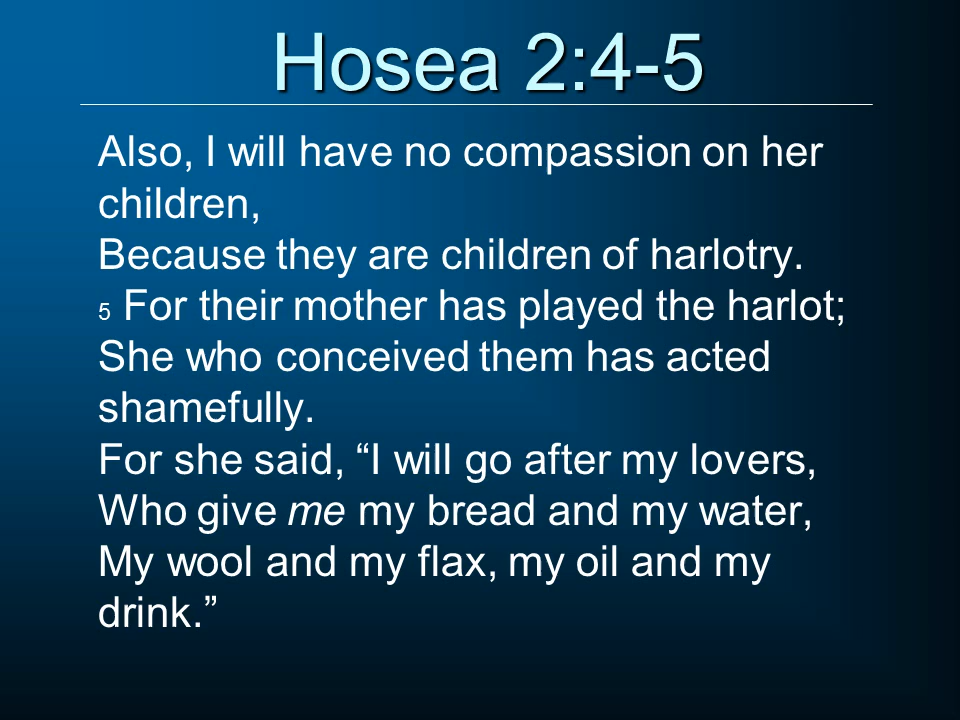 Hosea 2:4-5
Also, I will have no compassion on her
children,
Because they are children of harlotry.
5 For their mother has played the harlot;
She who conceived them has acted
shamefully.
For she said, “I will go after my lovers,
Who give me my bread and my water,
My wool and my flax, my oil and my
drink.”